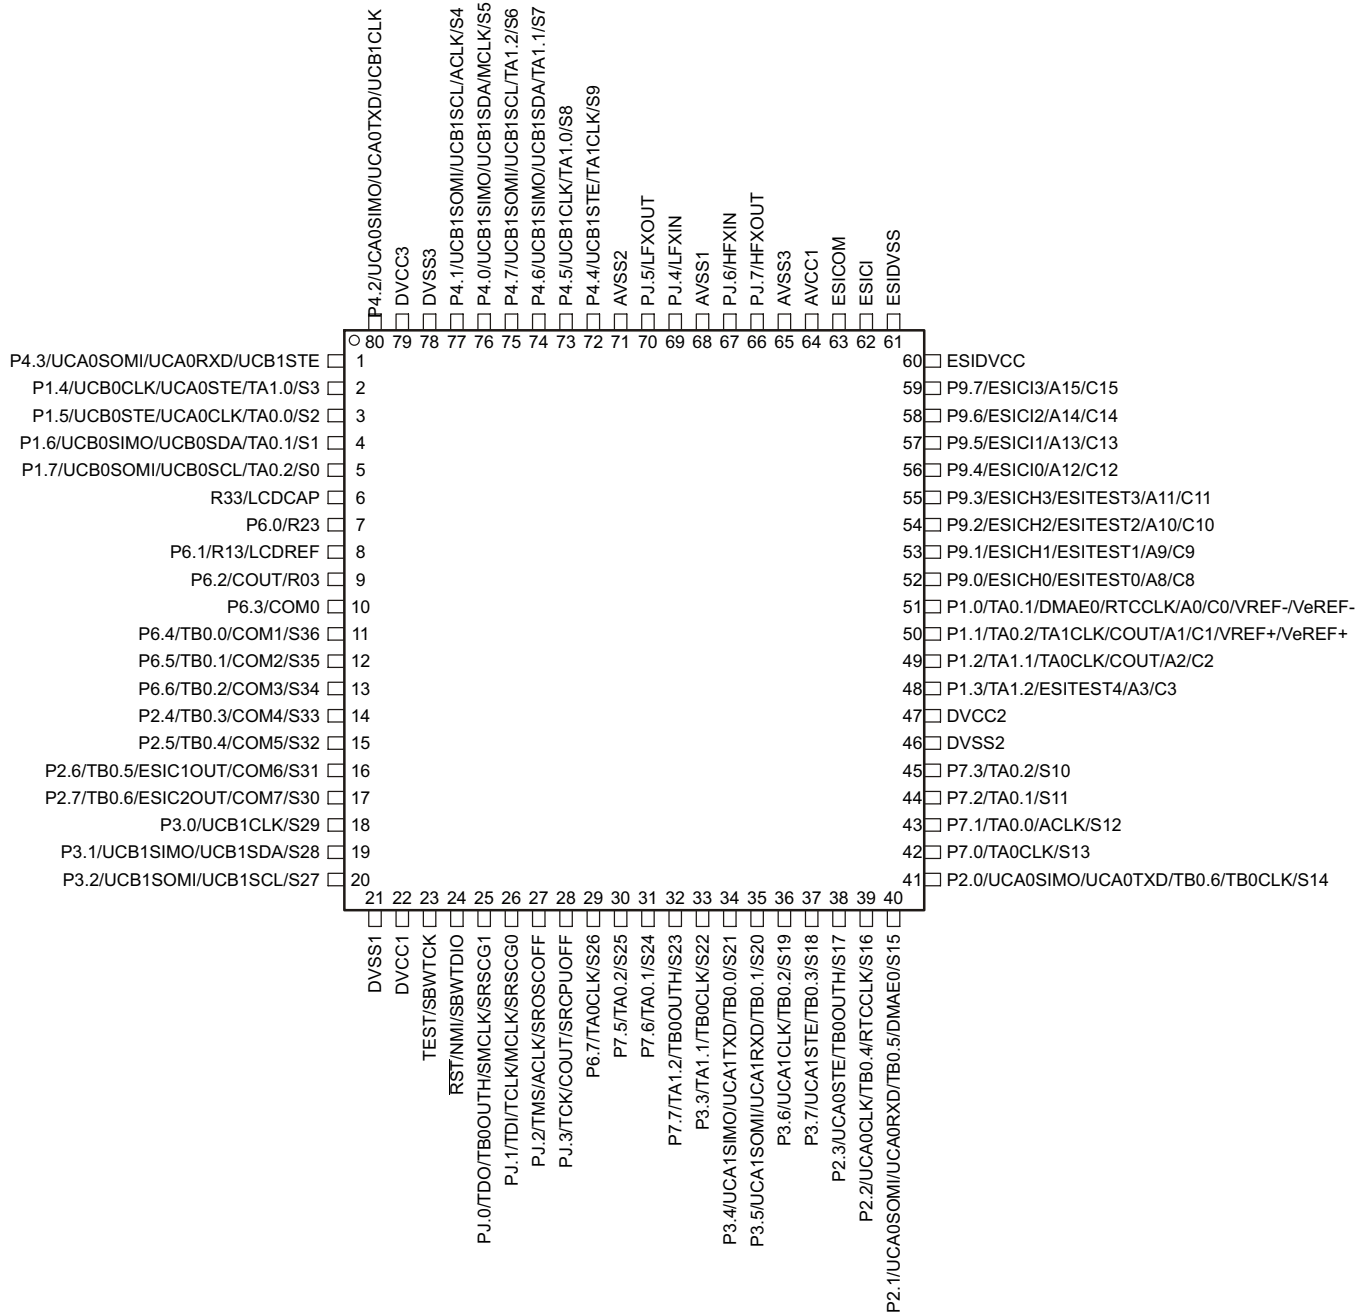 P4.2/UCA0SIMO/UCA0TXD/UCB1CLK
DVCC3
DVSS3
P4.1/UCB1SOMI/UCB1SCL/ACLK/S4
P4.0/UCB1SIMO/UCB1SDA/MCLK/S5
P4.7/UCB1SOMI/UCB1SCL/TA1.2/S6
P4.6/UCB1SIMO/UCB1SDA/TA1.1/S7
P4.5/UCB1CLK/TA1.0/S8
P4.4/UCB1STE/TA1CLK/S9
AVSS2
PJ.5/LFXOUT
PJ.4/LFXIN
AVSS1
PJ.6/HFXIN
PJ.7/HFXOUT
AVSS3
AVCC1
ESICOM
ESICI
ESIDVSS
80 79 78 77 76 75 74 73 72 71 70 69 68 67 66 65 64 63 62 61
P4.3/UCA0SOMI/UCA0RXD/UCB1STE 1
P1.4/UCB0CLK/UCA0STE/TA1.0/S3 2
P1.5/UCB0STE/UCA0CLK/TA0.0/S2 3
P1.6/UCB0SIMO/UCB0SDA/TA0.1/S1 4
P1.7/UCB0SOMI/UCB0SCL/TA0.2/S0 5
R33/LCDCAP 6
P6.0/R23 7
P6.1/R13/LCDREF 8
P6.2/COUT/R03 9
P6.3/COM0 10
P6.4/TB0.0/COM1/S36 11
P6.5/TB0.1/COM2/S35 12
P6.6/TB0.2/COM3/S34 13
P2.4/TB0.3/COM4/S33 14
P2.5/TB0.4/COM5/S32 15
P2.6/TB0.5/ESIC1OUT/COM6/S31 16
P2.7/TB0.6/ESIC2OUT/COM7/S30 17
P3.0/UCB1CLK/S29 18
P3.1/UCB1SIMO/UCB1SDA/S28 19
P3.2/UCB1SOMI/UCB1SCL/S27 20
60 ESIDVCC
59 P9.7/ESICI3/A15/C15
58 P9.6/ESICI2/A14/C14
57 P9.5/ESICI1/A13/C13
56 P9.4/ESICI0/A12/C12
55 P9.3/ESICH3/ESITEST3/A11/C11
54 P9.2/ESICH2/ESITEST2/A10/C10
53 P9.1/ESICH1/ESITEST1/A9/C9
52 P9.0/ESICH0/ESITEST0/A8/C8
51 P1.0/TA0.1/DMAE0/RTCCLK/A0/C0/VREF-/VeREF-
50 P1.1/TA0.2/TA1CLK/COUT/A1/C1/VREF+/VeREF+
49 P1.2/TA1.1/TA0CLK/COUT/A2/C2
48 P1.3/TA1.2/ESITEST4/A3/C3
47 DVCC2
46 DVSS2
45 P7.3/TA0.2/S10
44 P7.2/TA0.1/S11
43 P7.1/TA0.0/ACLK/S12
42 P7.0/TA0CLK/S13
41 P2.0/UCA0SIMO/UCA0TXD/TB0.6/TB0CLK/S14
21 22 23 24 25 26 27 28 29 30 31 32 33 34 35 36 37 38 39 40
DVSS1
DVCC1
TEST/SBWTCK
RST/NMI/SBWTDIO
PJ.0/TDO/TB0OUTH/SMCLK/SRSCG1
PJ.1/TDI/TCLK/MCLK/SRSCG0
PJ.2/TMS/ACLK/SROSCOFF
PJ.3/TCK/COUT/SRCPUOFF
P6.7/TA0CLK/S26
P7.5/TA0.2/S25
P7.6/TA0.1/S24
P7.7/TA1.2/TB0OUTH/S23
P3.3/TA1.1/TB0CLK/S22
P3.4/UCA1SIMO/UCA1TXD/TB0.0/S21
P3.5/UCA1SOMI/UCA1RXD/TB0.1/S20
P3.6/UCA1CLK/TB0.2/S19
P3.7/UCA1STE/TB0.3/S18
P2.3/UCA0STE/TB0OUTH/S17
P2.2/UCA0CLK/TB0.4/RTCCLK/S16
P2.1/UCA0SOMI/UCA0RXD/TB0.5/DMAE0/S15